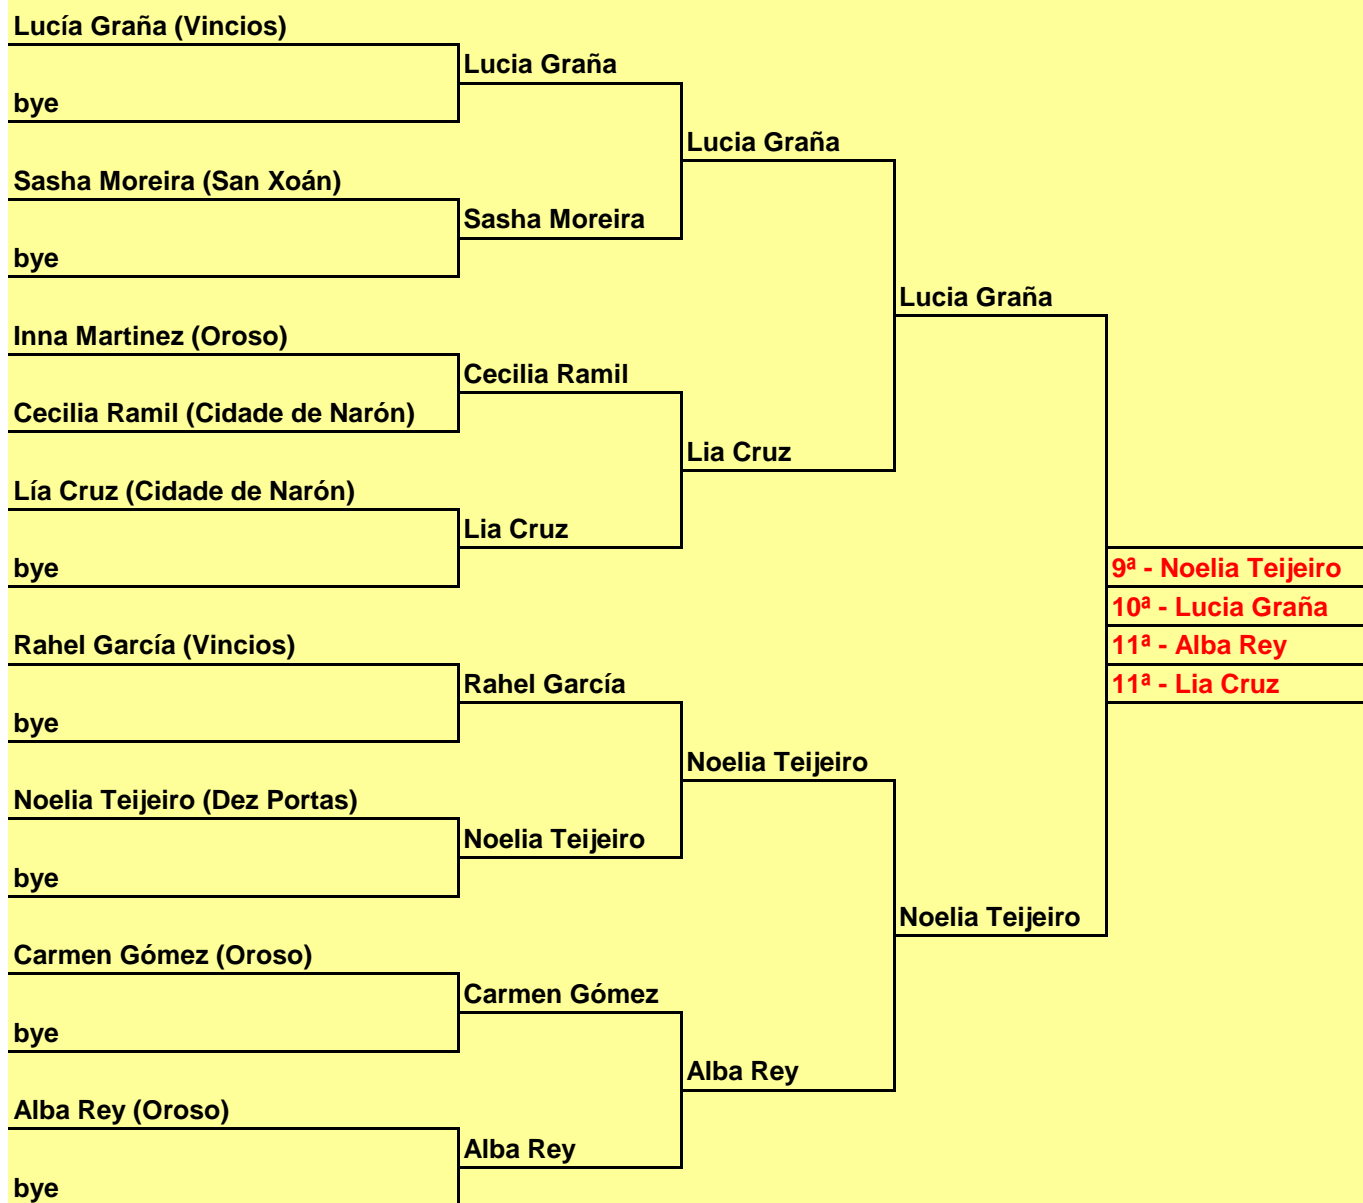 Lucía Graña (Vincios)
Lucia Graña
bye
Lucia Graña
Sasha Moreira (San Xoán)
Sasha Moreira
bye
Lucia Graña
Inna Martinez (Oroso)
Cecilia Ramil
Cecilia Ramil (Cidade de Narón)
Lia Cruz
Lía Cruz (Cidade de Narón)
Lia Cruz
bye
9ª - Noelia Teijeiro
10ª - Lucia Graña
Rahel García (Vincios)
11ª - Alba Rey
Rahel García
11ª - Lia Cruz
bye
Noelia Teijeiro
Noelia Teijeiro (Dez Portas)
Noelia Teijeiro
bye
Noelia Teijeiro
Carmen Gómez (Oroso)
Carmen Gómez
bye
Alba Rey
Alba Rey (Oroso)
Alba Rey
bye